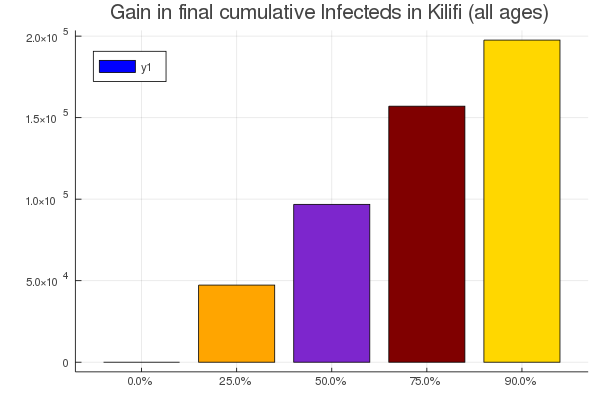 Gain in final cumulative Infecteds in Kilifi (all ages)
2.0×10 5
y1
1.5×10 5
1.0×10 5
5.0×10 4
0
0.0% 25.0% 50.0% 75.0% 90.0%